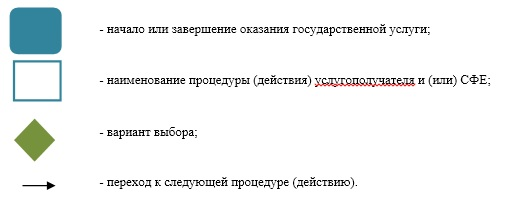 - начало или завершение оказания государственной услуги;
- наименование процедуры (действия) услугополучателя и (или) СФЕ;
- вариант выбора;
- переход к следующей процедуре (действию).